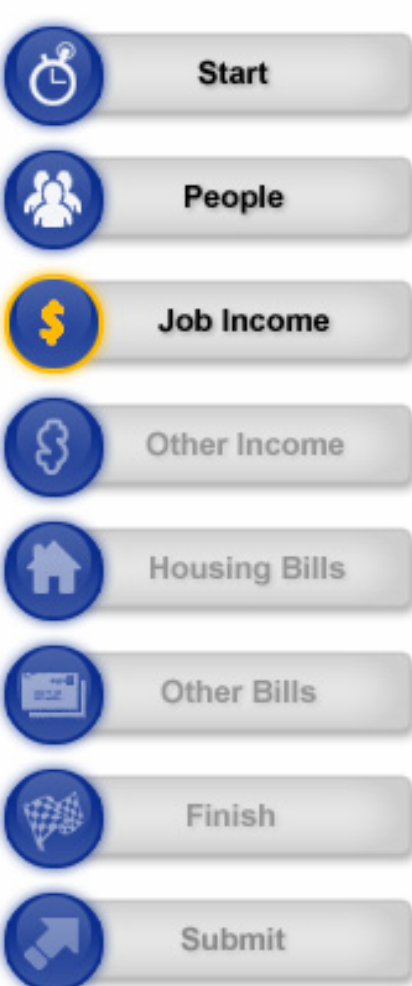 Start
People
$
Job Income
$
Other Income
Housing Bills
Other Bills
Finish
Submit